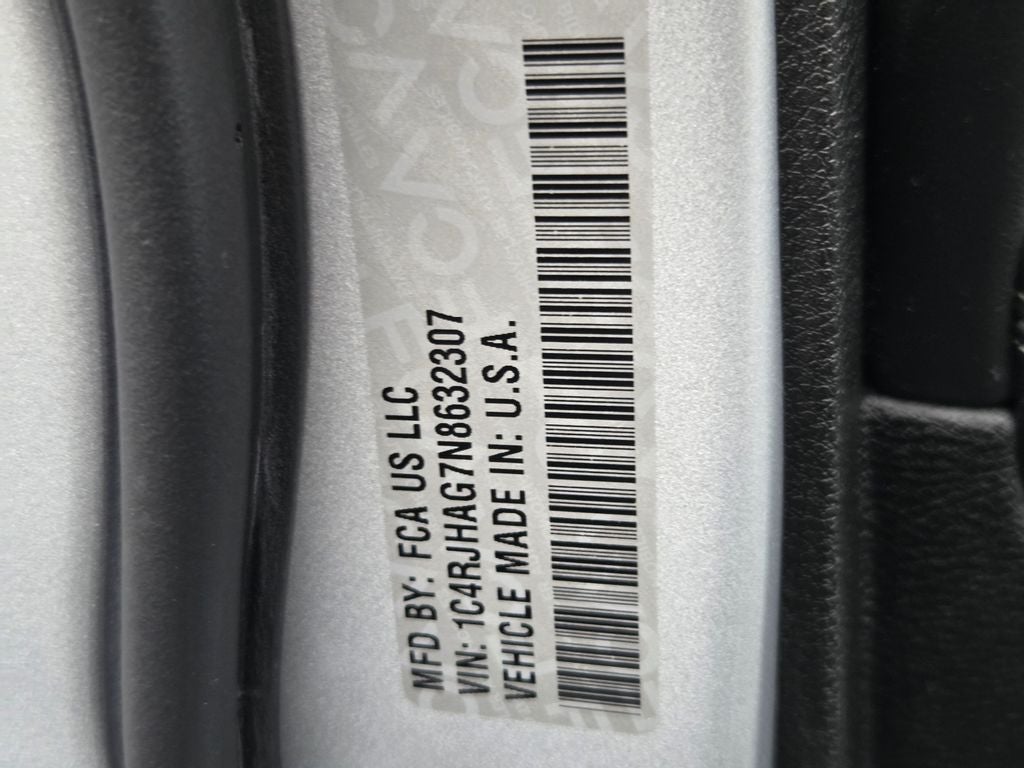 MFD BY: FCA US LLC
VIN: 1C4RJHAG7N8632307
VEHICLE MADE IN: U.S.A.